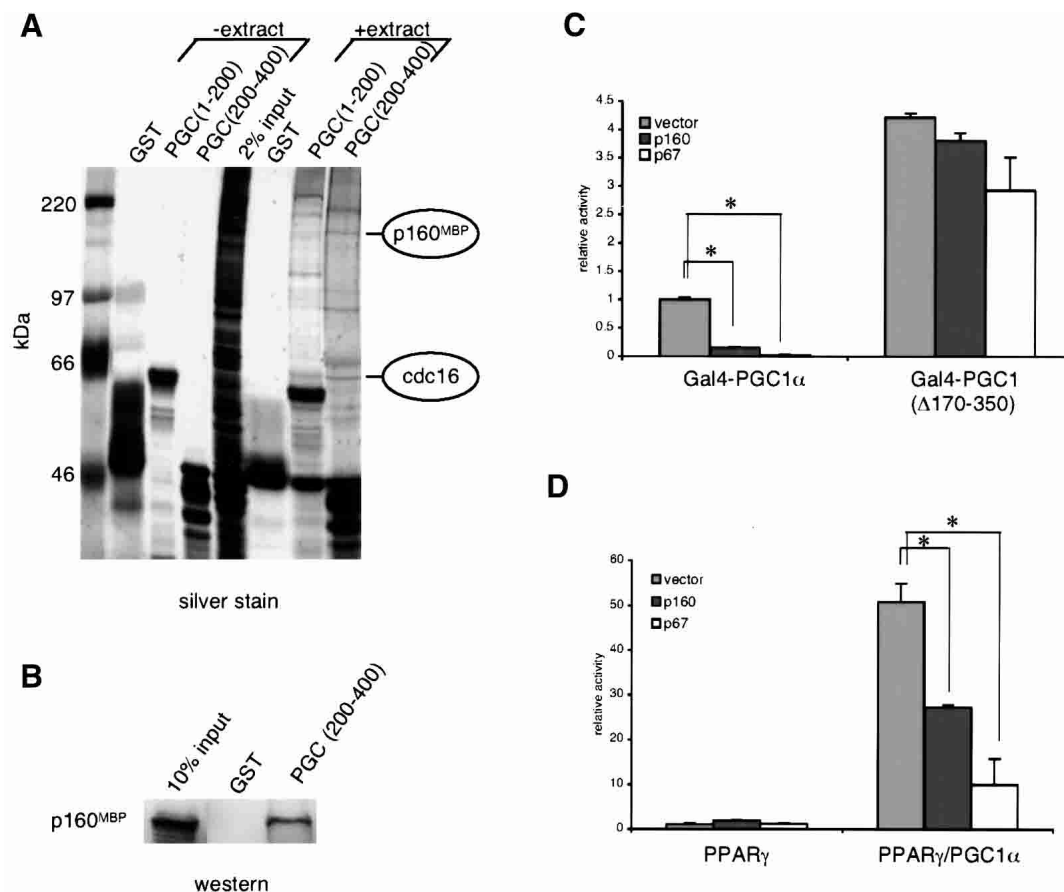 A
-extract
+extract
GST
PGC(1-200)
PGC(200-400)
2% input
GST
PGC(1-200)
PGC(200-400)
kDa
220
97
66
46
p160MBP
cdc16
silver stain
B
10% input
GST
PGC (200-400)
p160MBP
western
C
relative activity
4.5
4
3.5
3
2.5
2
1.5
1
0.5
0
vector
p160
p67
*
*
Gal4-PGC1α
Gal4-PGC1
(Δ170-350)
D
relative activity
60
50
40
30
20
10
0
vector
p160
p67
*
*
PPARγ
PPARγ/PGC1α